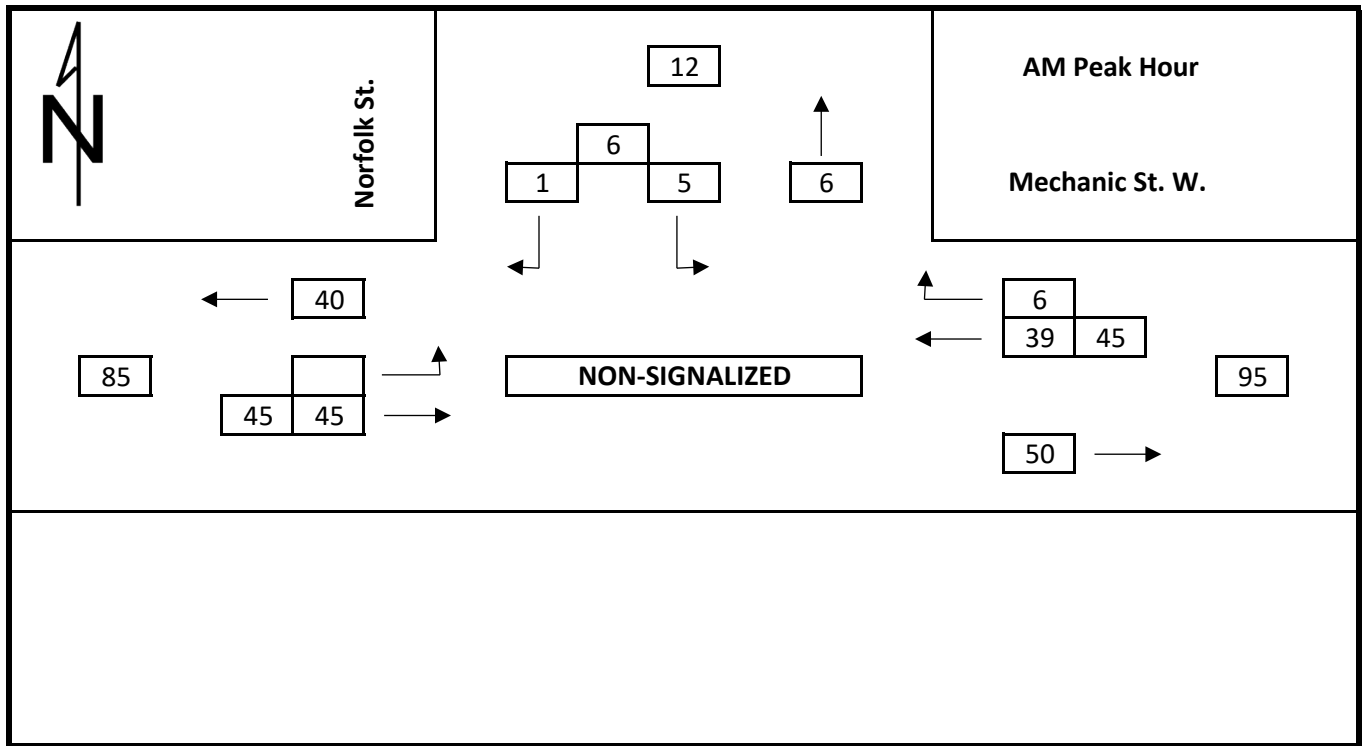 N
Norfolk St.
12
AM Peak Hour
6
1 5 6
Mechanic St. W.
40
6
39 45
85
NON-SIGNALIZED
95
45 45
50